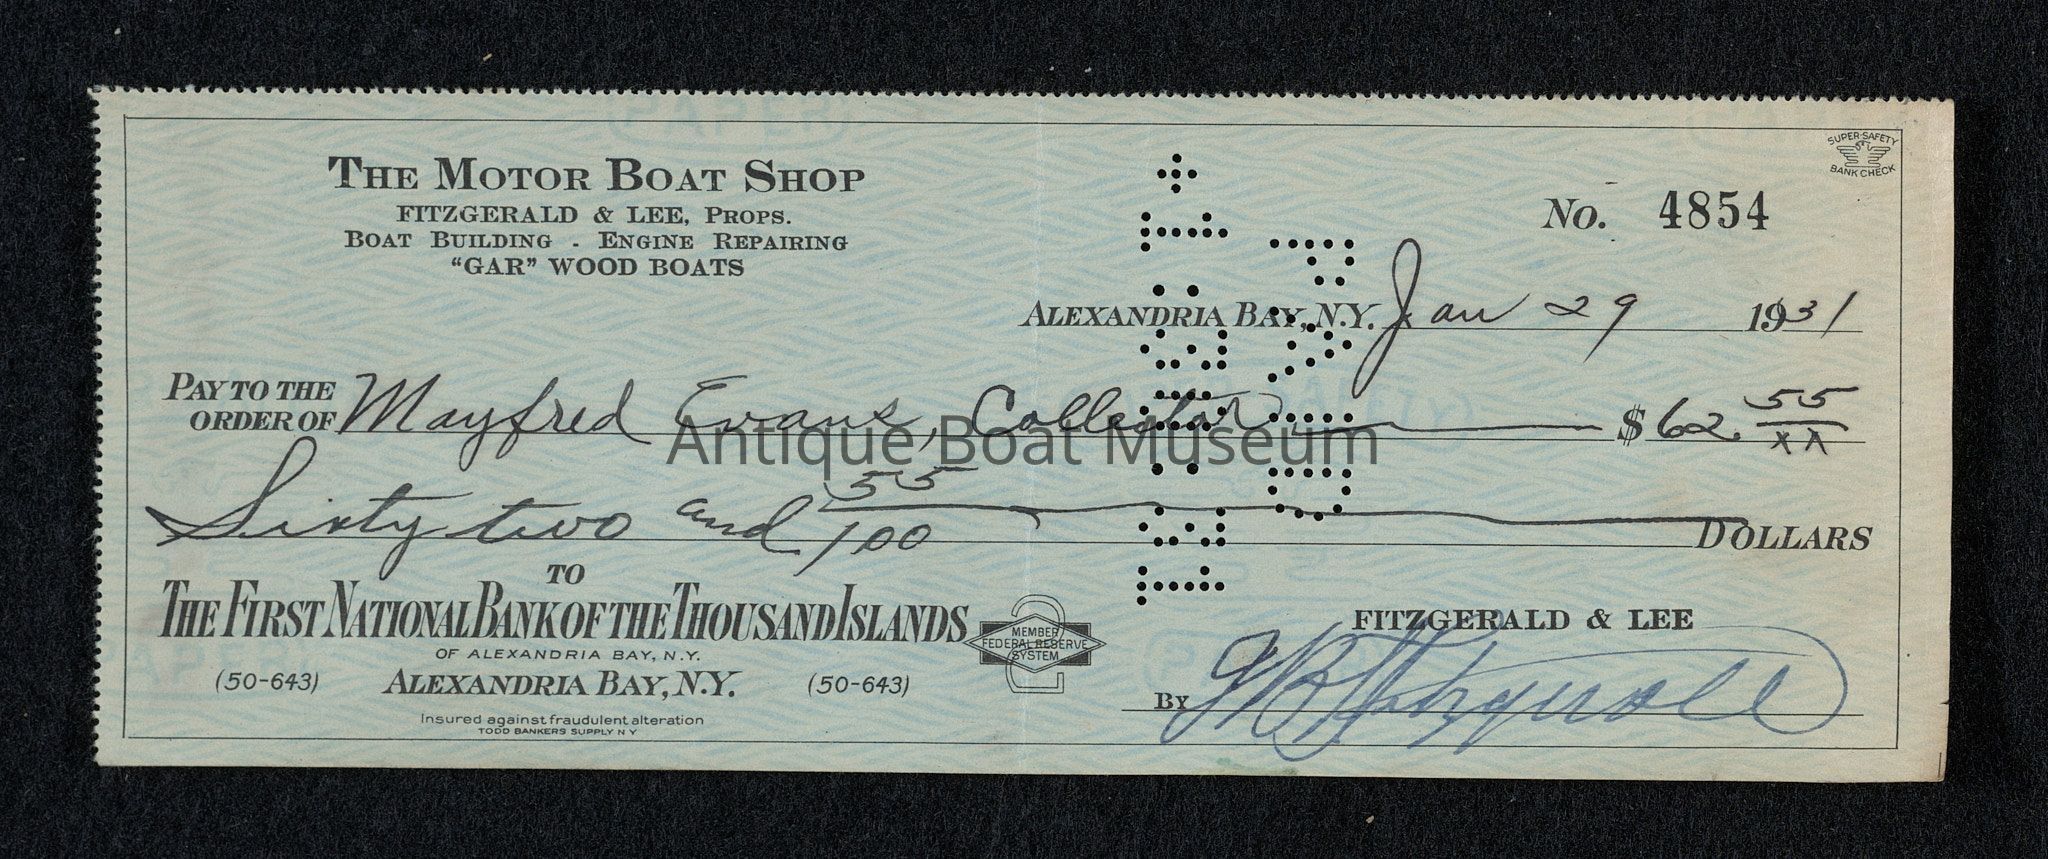 THE MOTOR BOAT SHOP
FITZGERALD & LEE, PROPS.
BOAT BUILDING - ENGINE REPAIRING
"GAR" WOOD BOATS
SUPER-SAFETY
BANK CHECK
No. 4854
ALEXANDRIA BAY, N.Y. Jan 29 1931
PAY TO THE
ORDER OF Mayfred Evans, Collector $62. 55/xx
Antique Boat Museum
Sixty two and 55/100 DOLLARS
TO
THE FIRST NATIONAL BANK OF THE THOUSAND ISLANDS
OF ALEXANDRIA BAY, N.Y.
(50-643) ALEXANDRIA BAY, N.Y. (50-643)
MEMBER
FEDERAL RESERVE
SYSTEM
2
Insured against fraudulent alteration
TODD BANKERS SUPPLY N Y
FITZGERALD & LEE
BY Fitzgerald
PAID